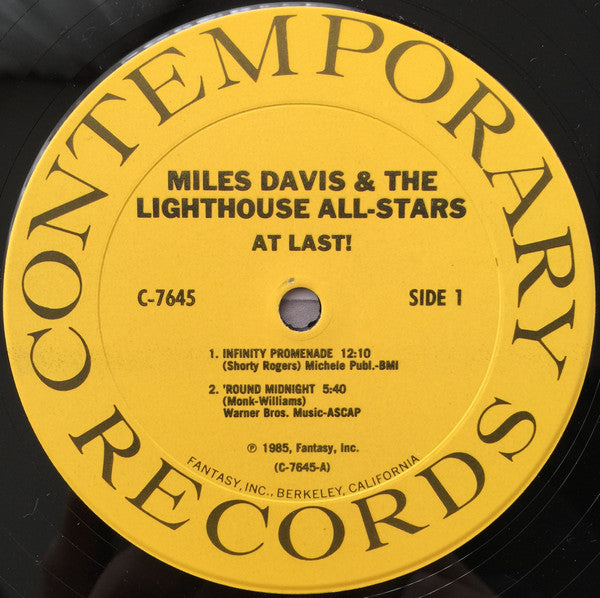 CONTEMPORARY RECORDS
MILES DAVIS & THE
LIGHTHOUSE ALL-STARS
AT LAST!
C-7645
SIDE 1
1. INFINITY PROMENADE 12:10
(Shorty Rogers) Michele Publ.-BMI
2. 'ROUND MIDNIGHT 5:40
(Monk-Williams)
Warner Bros. Music-ASCAP
℗ 1985, Fantasy, Inc.
(C-7645-A)
FANTASY, INC., BERKELEY, CALIFORNIA